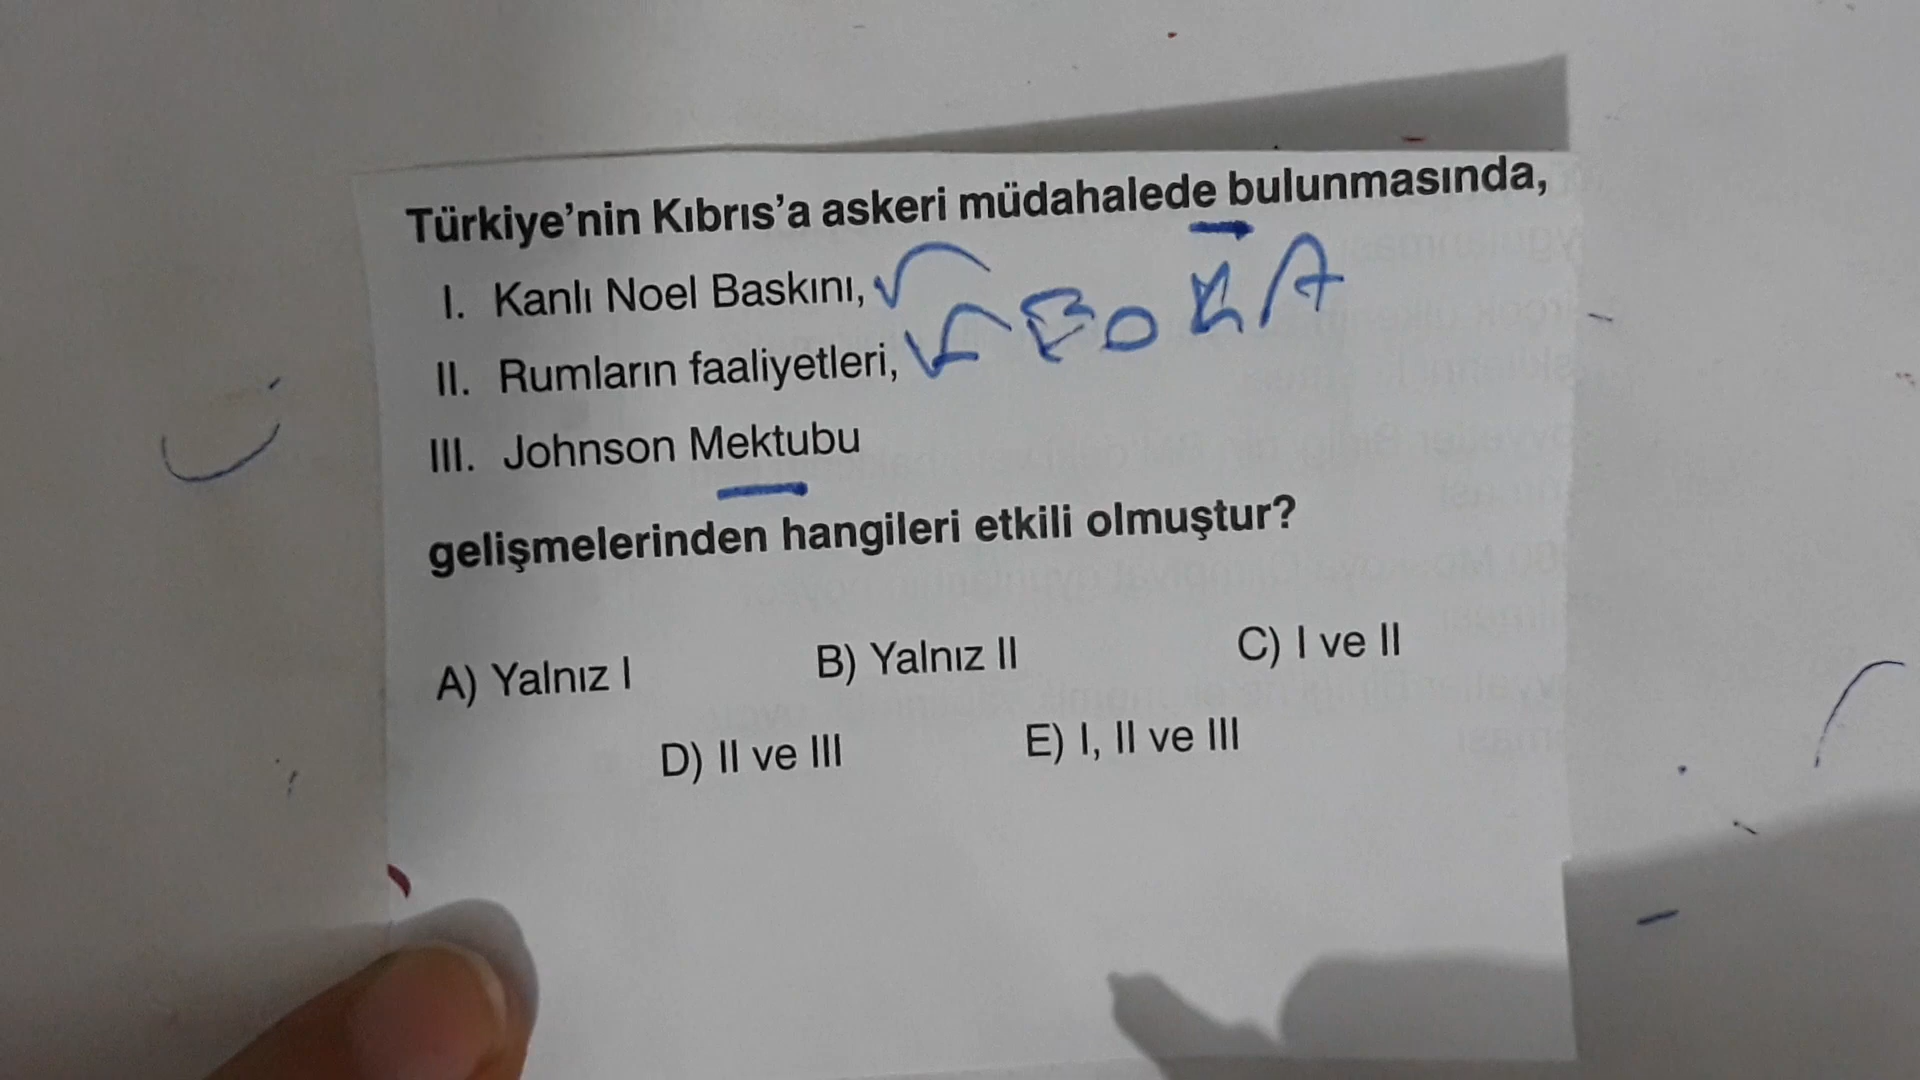 Türkiye'nin Kıbrıs'a askeri müdahalede bulunmasında,
I. Kanlı Noel Baskını,
II. Rumların faaliyetleri,
EOKA
III. Johnson Mektubu
gelişmelerinden hangileri etkili olmuştur?
A) Yalnız I B) Yalnız II C) I ve II
D) II ve III E) I, II ve III